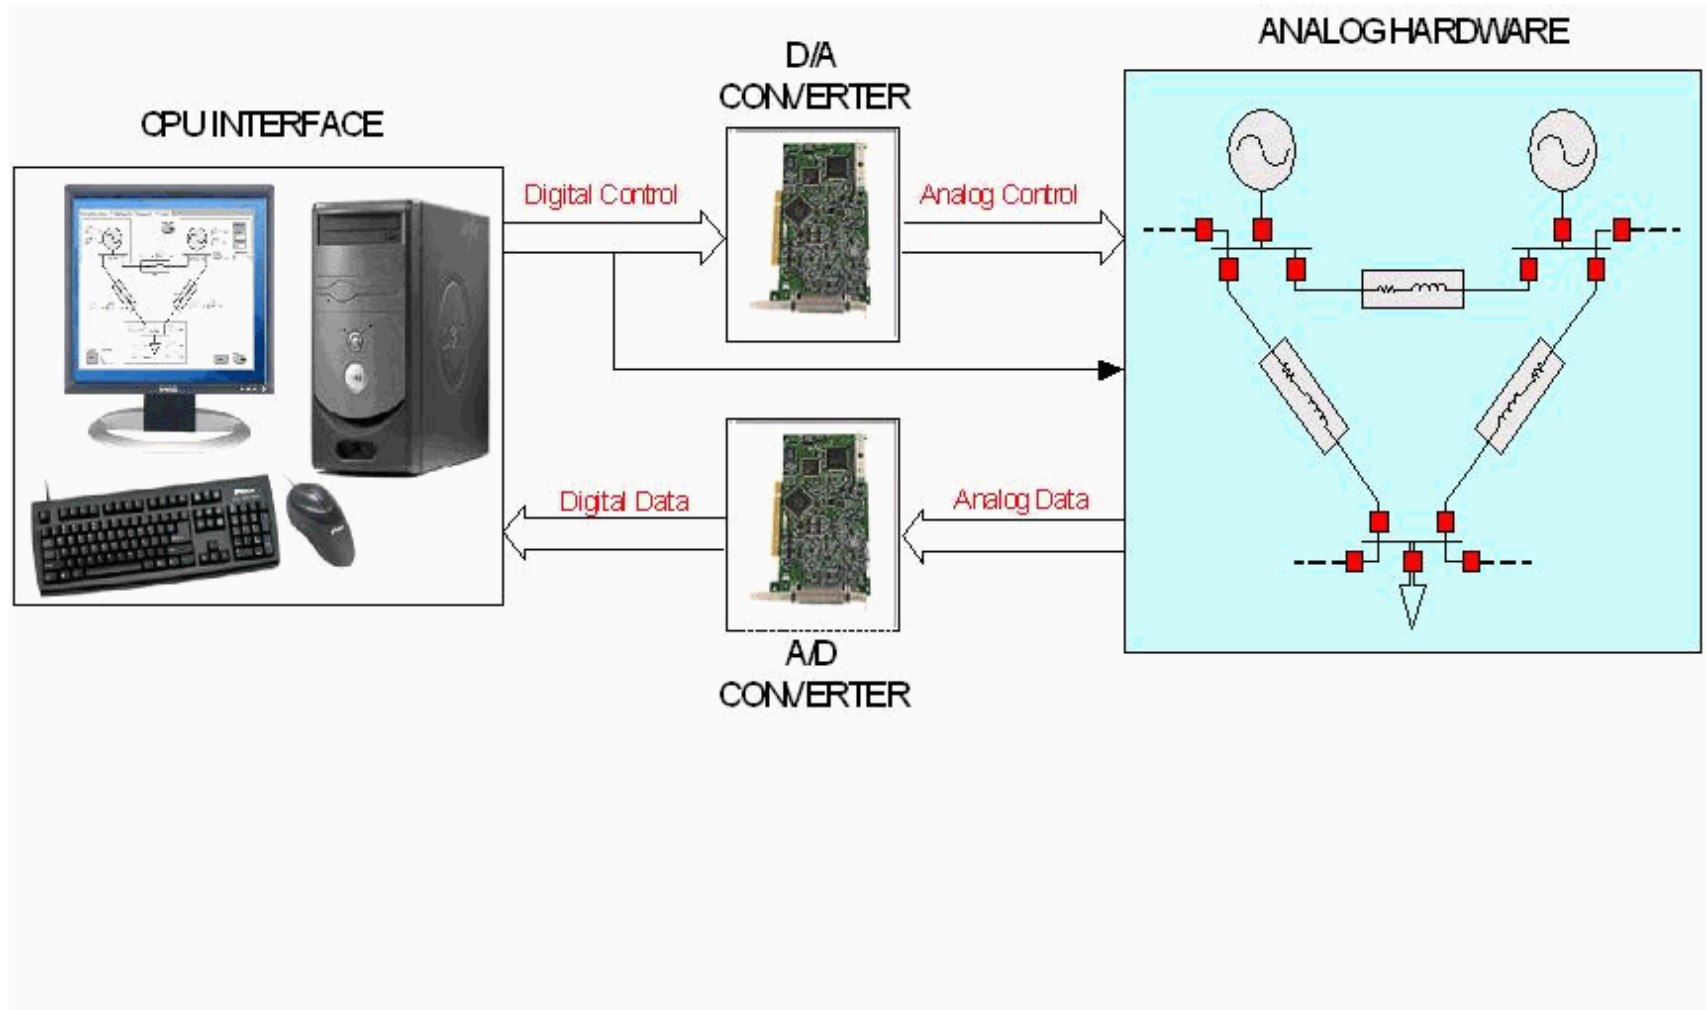 ANALOG HARDWARE
D/A
CONVERTER
CPU INTERFACE
Digital Control
Analog Control
Digital Data
Analog Data
A/D
CONVERTER